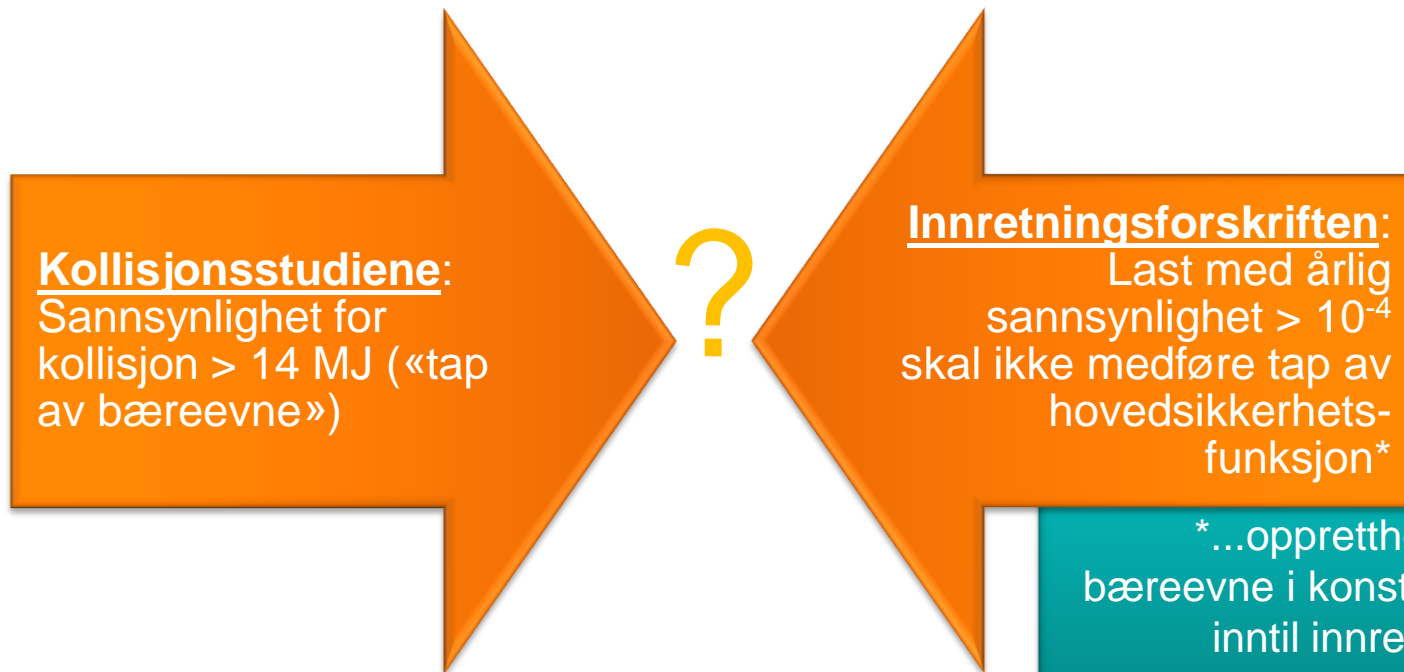 Kollisjonsstudiene:
Sannsynlighet for
kollisjon > 14 MJ («tap
av bæreevne»)
?
Innretningsforskriften:
Last med årlig
sannsynlighet > 10⁻⁴
skal ikke medføre tap av
hovedsikkerhets-
funksjon*
*...oppretth
bæreevne i konst
inntil innre